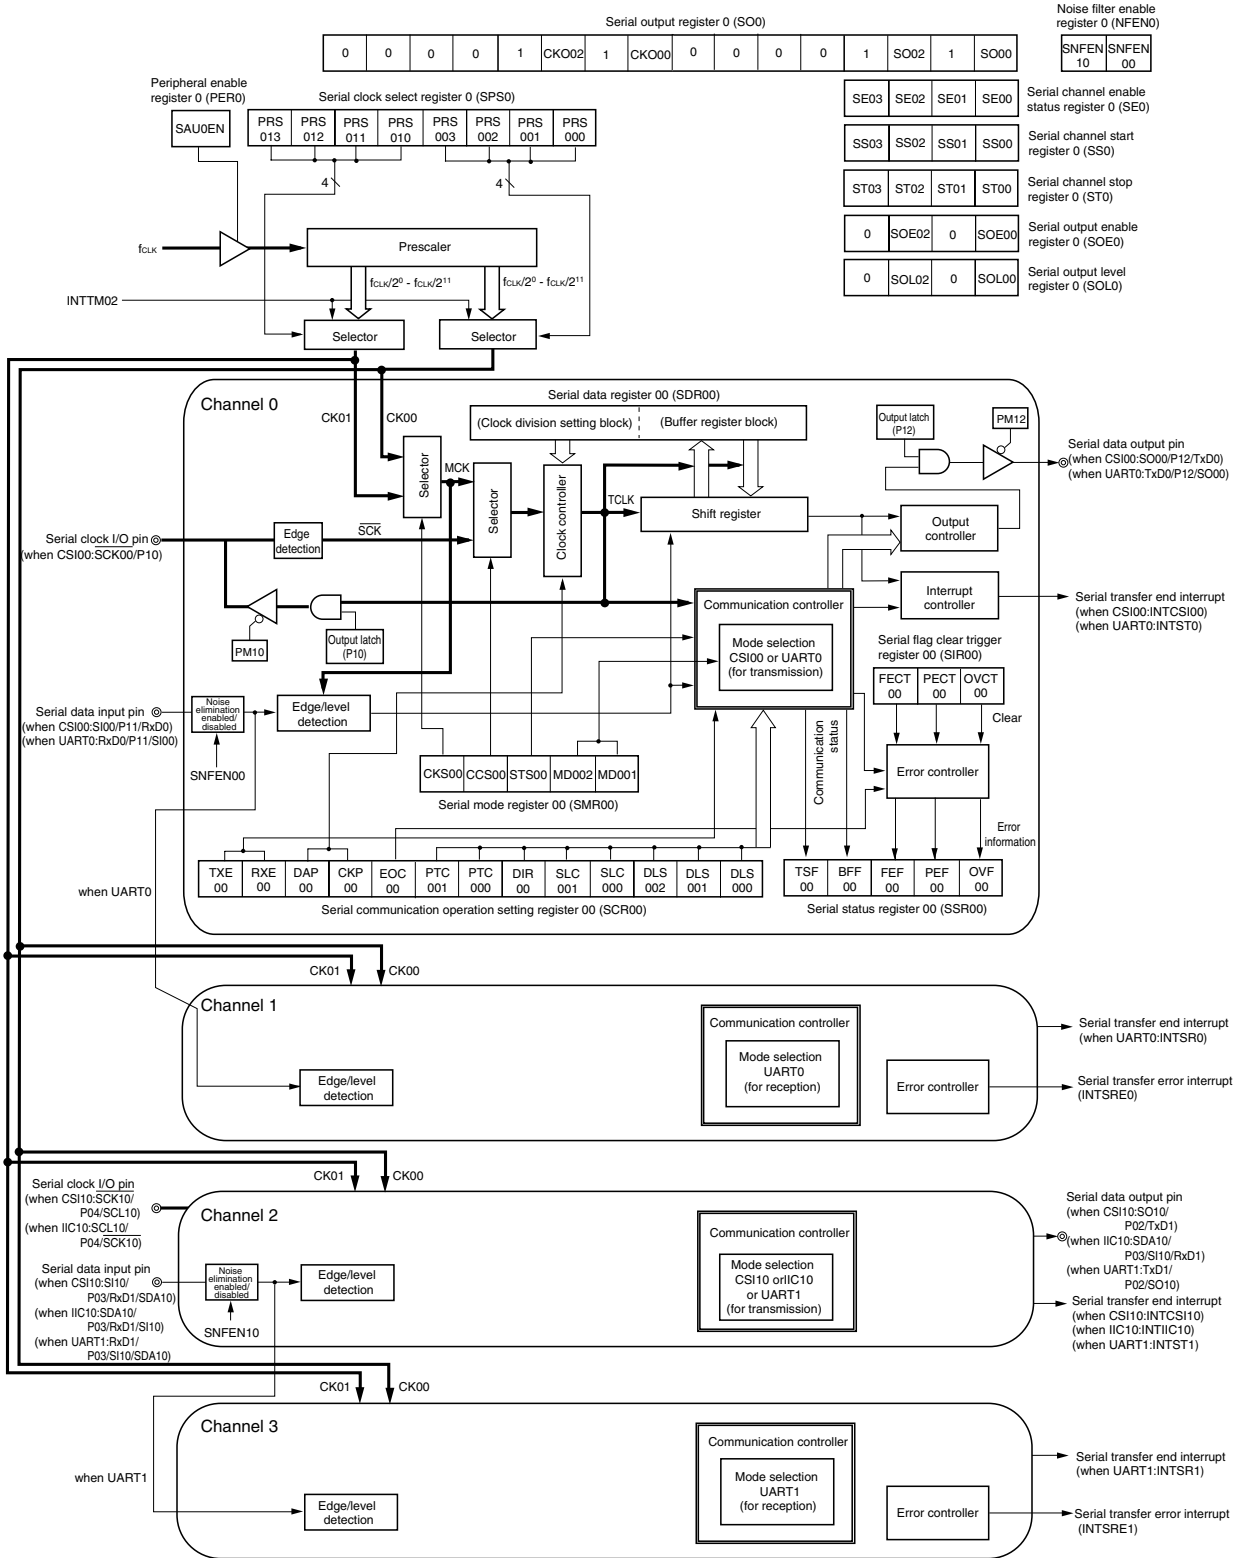 Serial output register 0 (SO0)
0 0 0 0 1 CKO02 1 CKO00 0 0 0 0 1 SO02 1 SO00
Noise filter enable
register 0 (NFEN0)
SNFEN SNFEN
10 00
Peripheral enable
register 0 (PER0)
SAU0EN
Serial clock select register 0 (SPS0)
PRS PRS PRS PRS PRS PRS PRS PRS
013 012 011 010 003 002 001 000
4
4
SE03 SE02 SE01 SE00
Serial channel enable
status register 0 (SE0)
SS03 SS02 SS01 SS00
Serial channel start
register 0 (SS0)
ST03 ST02 ST01 ST00
Serial channel stop
register 0 (ST0)
0 SOE02 0 SOE00
Serial output enable
register 0 (SOE0)
0 SOL02 0 SOL00
Serial output level
register 0 (SOL0)
fCLK
Prescaler
fCLK/2⁰ - fCLK/2¹¹
fCLK/2⁰ - fCLK/2¹¹
INTTM02
Selector
Selector
Channel 0
CK01
CK00
Serial data register 00 (SDR00)
(Clock division setting block)
(Buffer register block)
Output latch
(P12)
PM12
Serial data output pin
(when CSI00:SO00/P12/TxD0)
(when UART0:TxD0/P12/SO00)
Selector
MCK
Selector
Clock controller
TCLK
Shift register
Output
controller
Serial clock I/O pin
(when CSI00:SCK00/P10)
Edge
detection
SCK
Interrupt
controller
Serial transfer end interrupt
(when CSI00:INTCSI00)
(when UART0:INTST0)
PM10
Output latch
(P10)
Communication controller
Mode selection
CSI00 or UART0
(for transmission)
Serial flag clear trigger
register 00 (SIR00)
FECT PECT OVCT
00 00 00
Clear
Serial data input pin
(when CSI00:SI00/P11/RxD0)
(when UART0:RxD0/P11/SI00)
Noise
elimination
enabled/
disabled
SNFEN00
Edge/level
detection
Communication
status
Error controller
CKS00 CCS00 STS00 MD002 MD001
Serial mode register 00 (SMR00)
Error
information
when UART0
TXE RXE DAP CKP EOC PTC PTC DIR SLC SLC DLS DLS DLS
00 00 00 00 00 001 000 00 001 000 002 001 000
Serial communication operation setting register 00 (SCR00)
TSF BFF FEF PEF OVF
00 00 00 00 00
Serial status register 00 (SSR00)
CK01
CK00
Channel 1
Communication controller
Mode selection
UART0
(for reception)
Edge/level
detection
Error controller
Serial transfer end interrupt
(when UART0:INTSR0)
Serial transfer error interrupt
(INTSRE0)
CK01
CK00
Serial clock I/O pin
(when CSI10:SCK10/
P04/SCL10)
(when IIC10:SCL10/
P04/SCK10)
Channel 2
Serial data input pin
(when CSI10:SI10/
P03/RxD1/SDA10)
(when IIC10:SDA10/
P03/RxD1/SI10)
(when UART1:RxD1/
P03/SI10/SDA10)
Noise
elimination
enabled/
disabled
SNFEN10
Edge/level
detection
Communication controller
Mode selection
CSI10 orIIC10
or UART1
(for transmission)
Serial data output pin
(when CSI10:SO10/
P02/TxD1)
(when IIC10:SDA10/
P03/SI10/RxD1)
(when UART1:TxD1/
P02/SO10)
Serial transfer end interrupt
(when CSI10:INTCSI10)
(when IIC10:INTIIC10)
(when UART1:INTST1)
CK01
CK00
Channel 3
when UART1
Communication controller
Mode selection
UART1
(for reception)
Edge/level
detection
Error controller
Serial transfer end interrupt
(when UART1:INTSR1)
Serial transfer error interrupt
(INTSRE1)